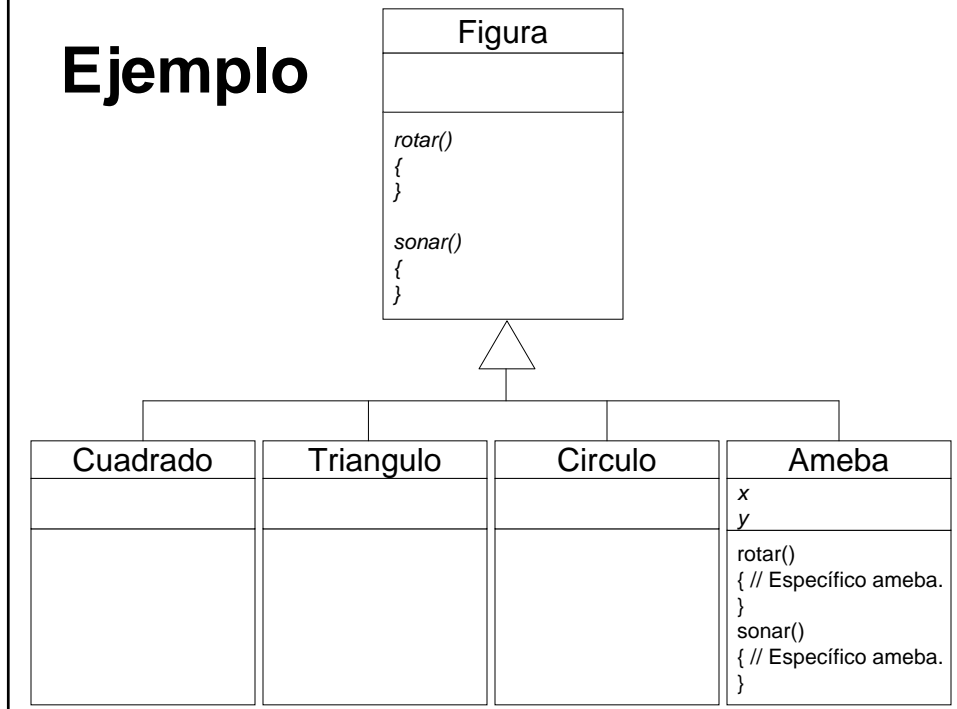 Ejemplo
Figura
rotar()
{
}
sonar()
{
}
Cuadrado
Triangulo
Circulo
Ameba
x
y
rotar()
{ // Específico ameba.
}
sonar()
{ // Específico ameba.
}